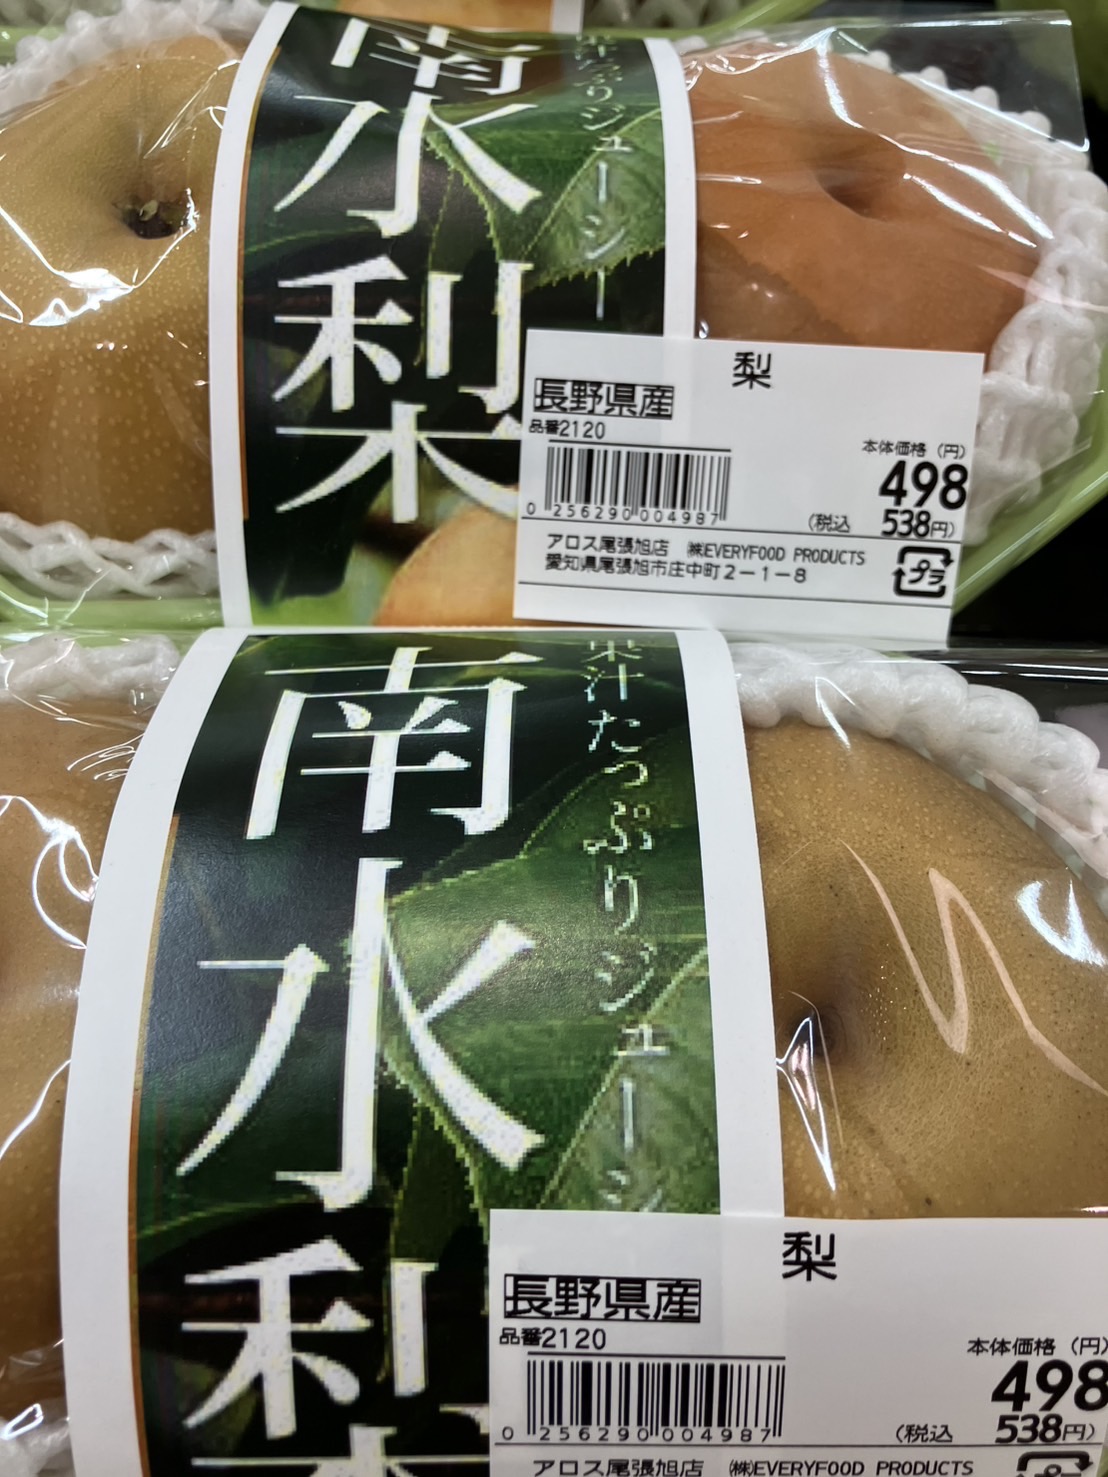 南水梨
汁たっぷりジューシー
梨
長野県産
品番2120
本体価格(円)
498
(税込 538円)
0 256290 004987
アロス尾張旭店 ㈱EVERYFOOD PRODUCTS
愛知県尾張旭市庄中町2-1-8
プラ
南水梨
果汁たっぷりジューシ
梨
長野県産
品番2120
本体価格(円)
498
(税込 538円)
0 256290 004987
アロス尾張旭店 ㈱EVERYFOOD PRODUCTS